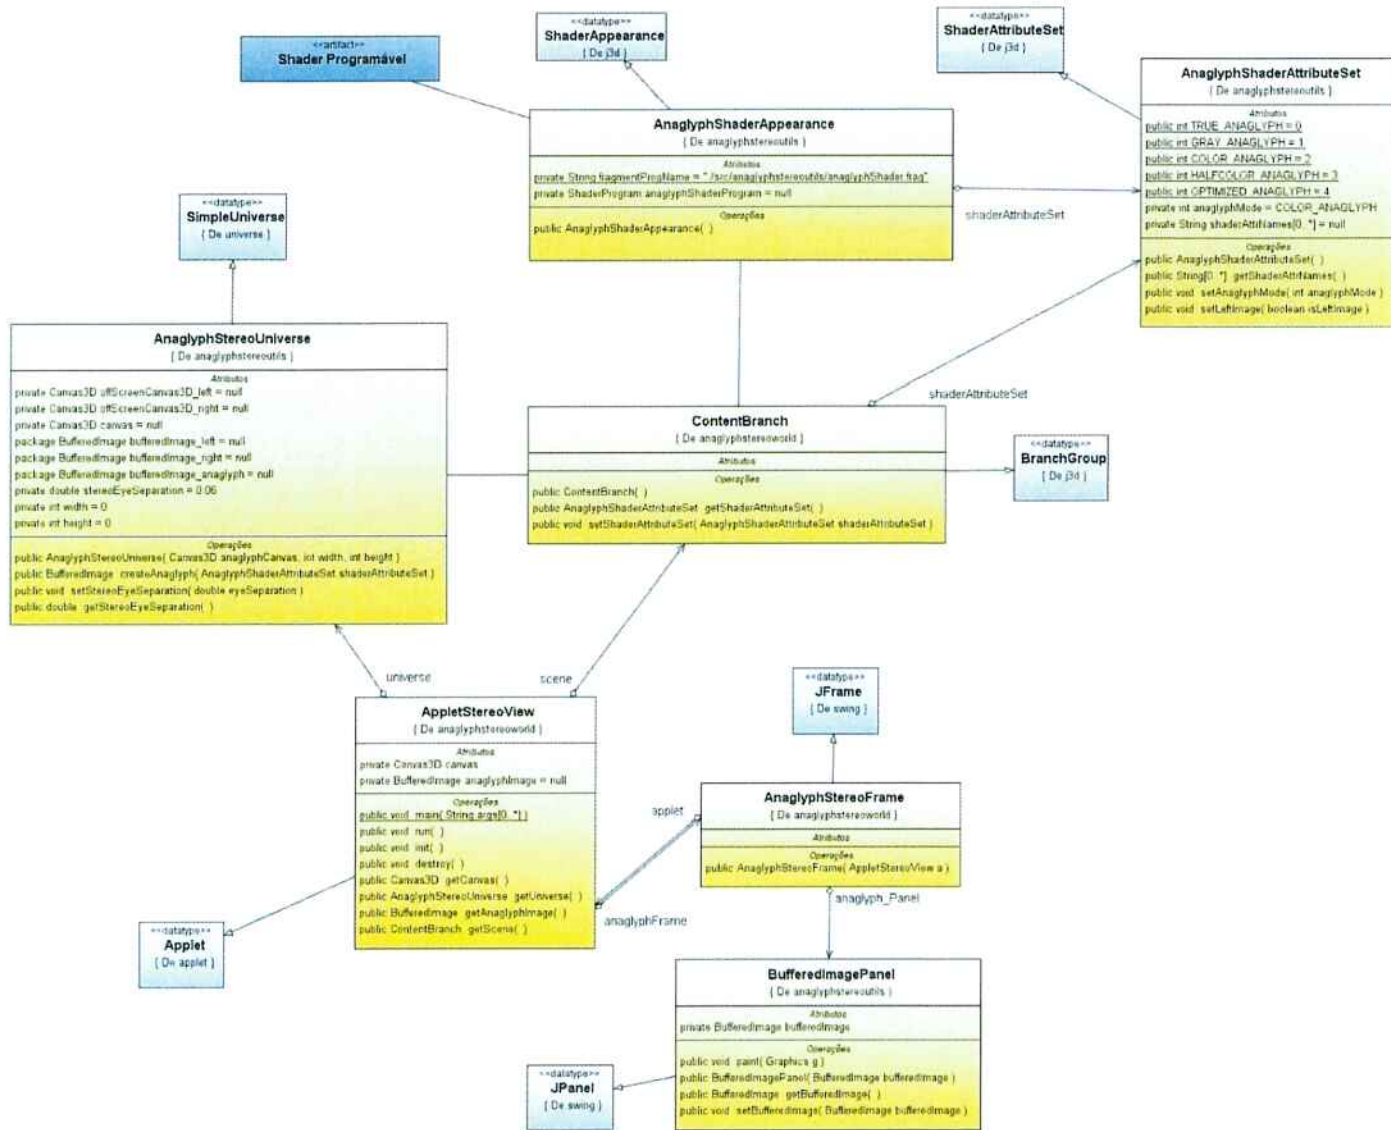 <<artifact>>
Shader Programável
<<datatype>>
ShaderAppearance
{ De j3d }
<<datatype>>
ShaderAttributeSet
{ De j3d }
AnaglyphShaderAttributeSet
{ De anaglyphstereoutils }
Atributos
public int TRUE_ANAGLYPH = 0
public int GRAY_ANAGLYPH = 1
public int COLOR_ANAGLYPH = 2
public int HALFCOLOR_ANAGLYPH = 3
public int OPTIMIZED_ANAGLYPH = 4
private int anaglyphMode = COLOR_ANAGLYPH
private String shaderAttrNames[0..*] = null
Operações
public AnaglyphShaderAttributeSet( )
public String[0..*] getShaderAttrNames( )
public void setAnaglyphMode( int anaglyphMode )
public void setLeftImage( boolean isLeftImage )
AnaglyphShaderAppearance
{ De anaglyphstereoutils }
Atributos
private String fragmentProgName = "./src/anaglyphstereoutils/anaglyphShader.frag"
private ShaderProgram anaglyphShaderProgram = null
Operações
public AnaglyphShaderAppearance( )
shaderAttributeSet
<<datatype>>
SimpleUniverse
{ De universe }
AnaglyphStereoUniverse
{ De anaglyphstereoutils }
Atributos
private Canvas3D offScreenCanvas3D_left = null
private Canvas3D offScreenCanvas3D_right = null
private Canvas3D canvas = null
package BufferedImage bufferedImage_left = null
package BufferedImage bufferedImage_right = null
package BufferedImage bufferedImage_anaglyph = null
private double stereoEyeSeparation = 0.06
private int width = 0
private int height = 0
Operações
public AnaglyphStereoUniverse( Canvas3D anaglyphCanvas, int width, int height )
public BufferedImage createAnaglyph( AnaglyphShaderAttributeSet shaderAttributeSet )
public void setStereoEyeSeparation( double eyeSeparation )
public double getStereoEyeSeparation( )
shaderAttributeSet
ContentBranch
{ De anaglyphstereoworld }
Atributos
Operações
public ContentBranch( )
public AnaglyphShaderAttributeSet getShaderAttributeSet( )
public void setShaderAttributeSet( AnaglyphShaderAttributeSet shaderAttributeSet )
<<datatype>>
BranchGroup
{ De j3d }
universe
scene
AppletStereoView
{ De anaglyphstereoworld }
Atributos
private Canvas3D canvas
private BufferedImage anaglyphImage = null
Operações
public void main( String args[0..*] )
public void run( )
public void init( )
public void destroy( )
public Canvas3D getCanvas( )
public AnaglyphStereoUniverse getUniverse( )
public BufferedImage getAnaglyphImage( )
public ContentBranch getScene( )
<<datatype>>
JFrame
{ De swing }
applet
anaglyphFrame
AnaglyphStereoFrame
{ De anaglyphstereoworld }
Atributos
Operações
public AnaglyphStereoFrame( AppletStereoView a )
anaglyph_Panel
<<datatype>>
Applet
{ De applet }
BufferedImagePanel
{ De anaglyphstereoutils }
Atributos
private BufferedImage bufferedImage
Operações
public void paint( Graphics g )
public BufferedImagePanel( BufferedImage bufferedImage )
public BufferedImage getBufferedImage( )
public void setBufferedImage( BufferedImage bufferedImage )
<<datatype>>
JPanel
{ De swing }